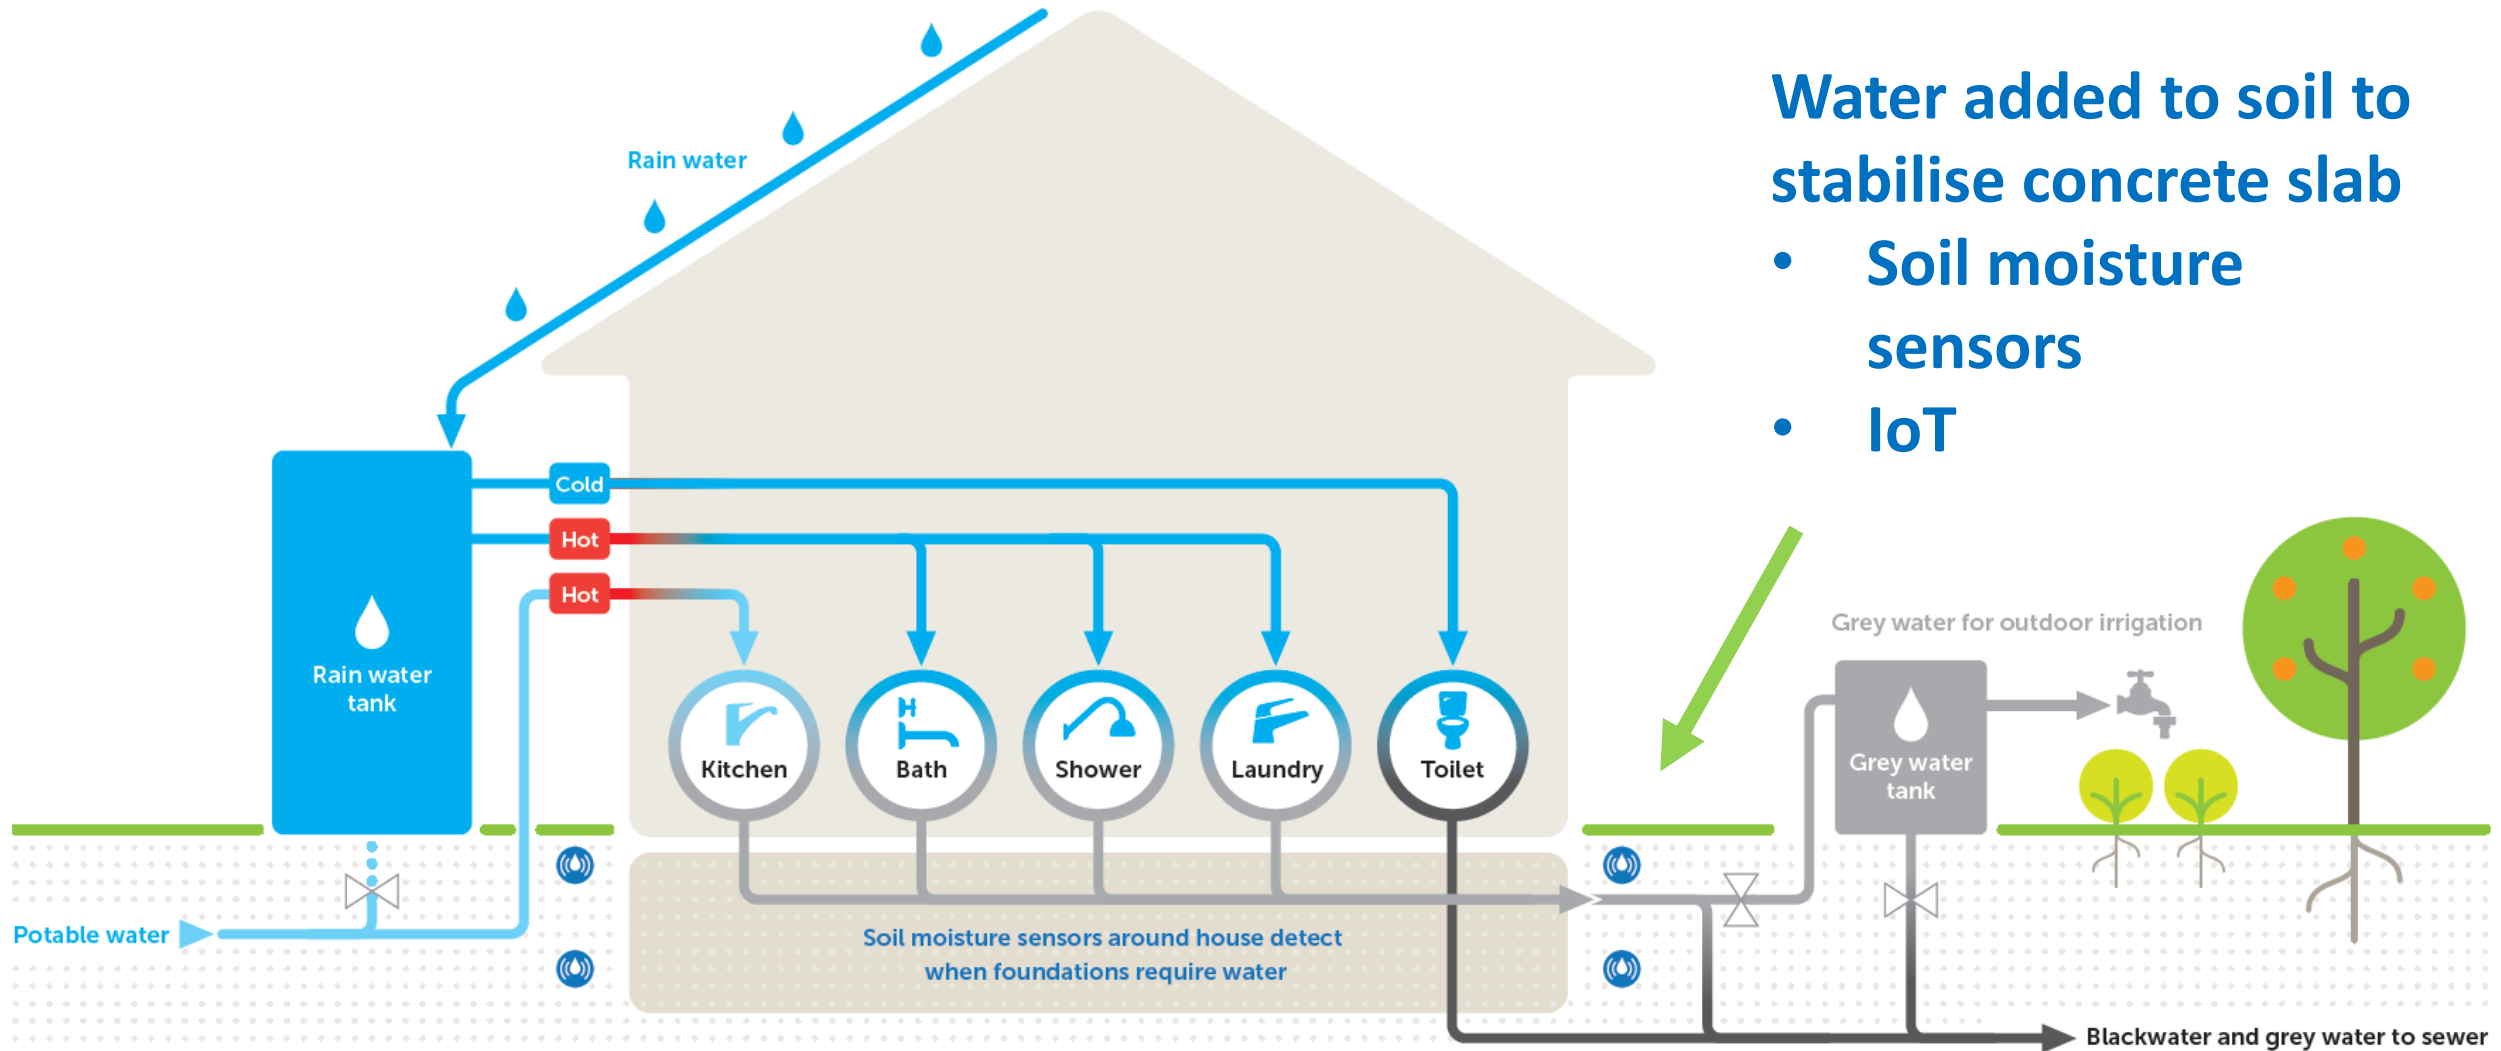 Water added to soil to
stabilise concrete slab
• Soil moisture
sensors
• IoT
Rain water
Cold
Hot
Hot
Rain water
tank
Kitchen
Bath
Shower
Laundry
Toilet
Grey water for outdoor irrigation
Grey water
tank
Potable water
Soil moisture sensors around house detect
when foundations require water
Blackwater and grey water to sewer